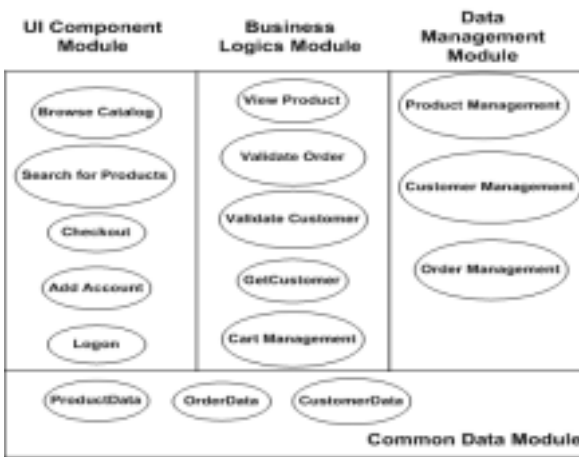 UI Component
Module
Browse Catalog
Search for Products
Checkout
Add Account
Logon
Business
Logics Module
View Product
Validate Order
Validate Customer
GetCustomer
Cart Management
Data
Management
Module
Product Management
Customer Management
Order Management
ProductData
OrderData
CustomerData
Common Data Module